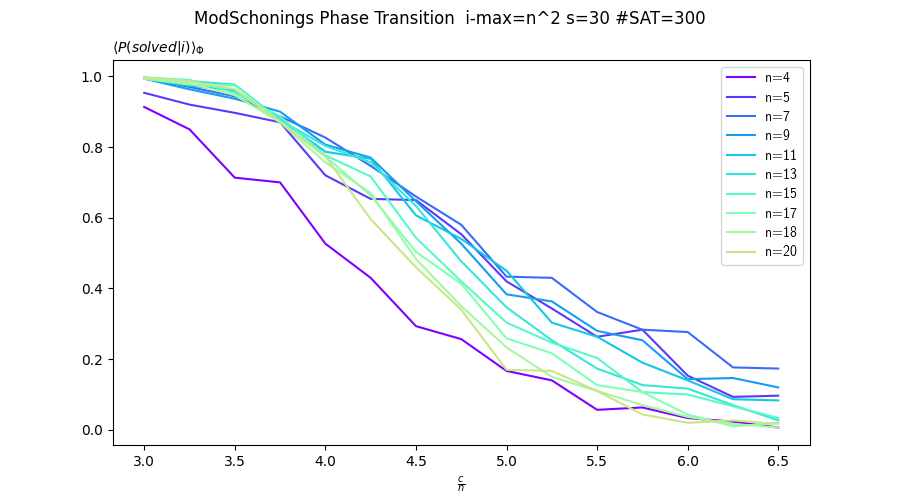 ModSchonings Phase Transition  i-max=n^2 s=30 #SAT=300
⟨P(solved|i)⟩Φ
1.0
0.8
0.6
0.4
0.2
0.0
3.0 3.5 4.0 4.5 5.0 5.5 6.0 6.5
c/n
n=4
n=5
n=7
n=9
n=11
n=13
n=15
n=17
n=18
n=20